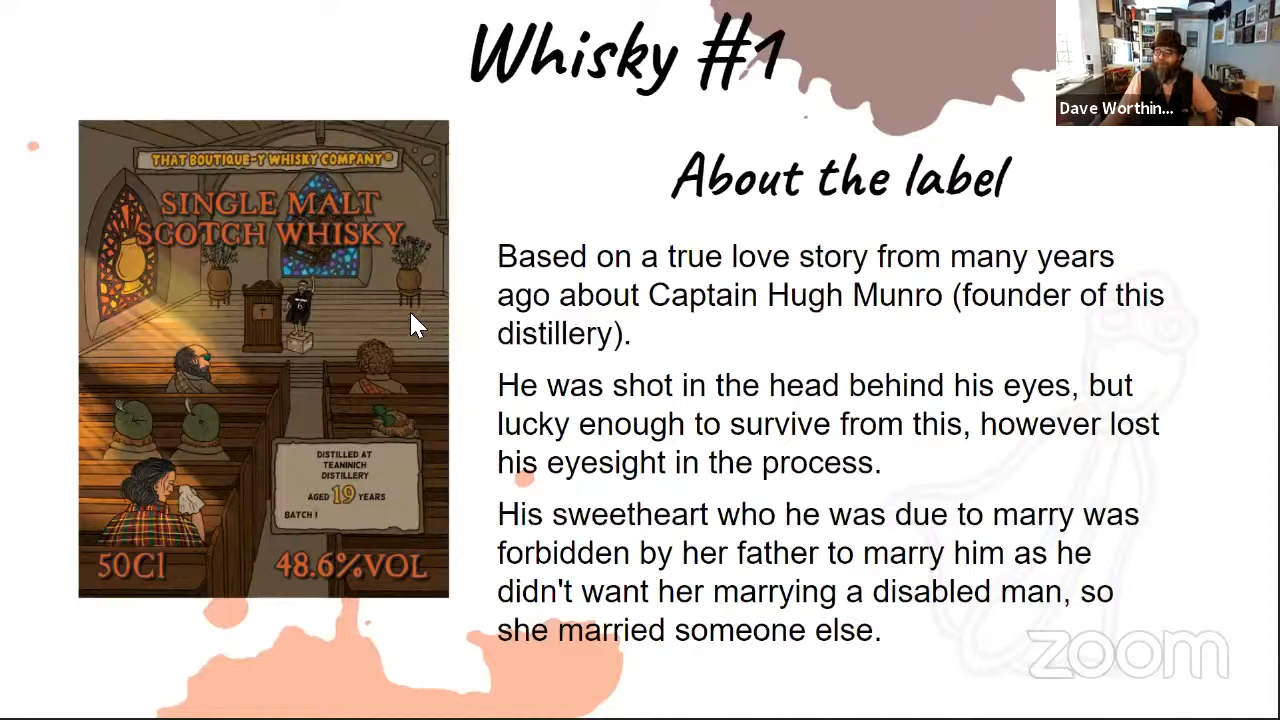 Whisky #1
Dave Worthin...
THAT BOUTIQUE-Y WHISKY COMPANY®
SINGLE MALT
SCOTCH WHISKY
DISTILLED AT
TEANINICH
DISTILLERY
AGED 19 YEARS
BATCH 1
50Cl
48.6%VOL
About the label
Based on a true love story from many years
ago about Captain Hugh Munro (founder of this
distillery).
He was shot in the head behind his eyes, but
lucky enough to survive from this, however lost
his eyesight in the process.
His sweetheart who he was due to marry was
forbidden by her father to marry him as he
didn't want her marrying a disabled man, so
she married someone else.
zoom